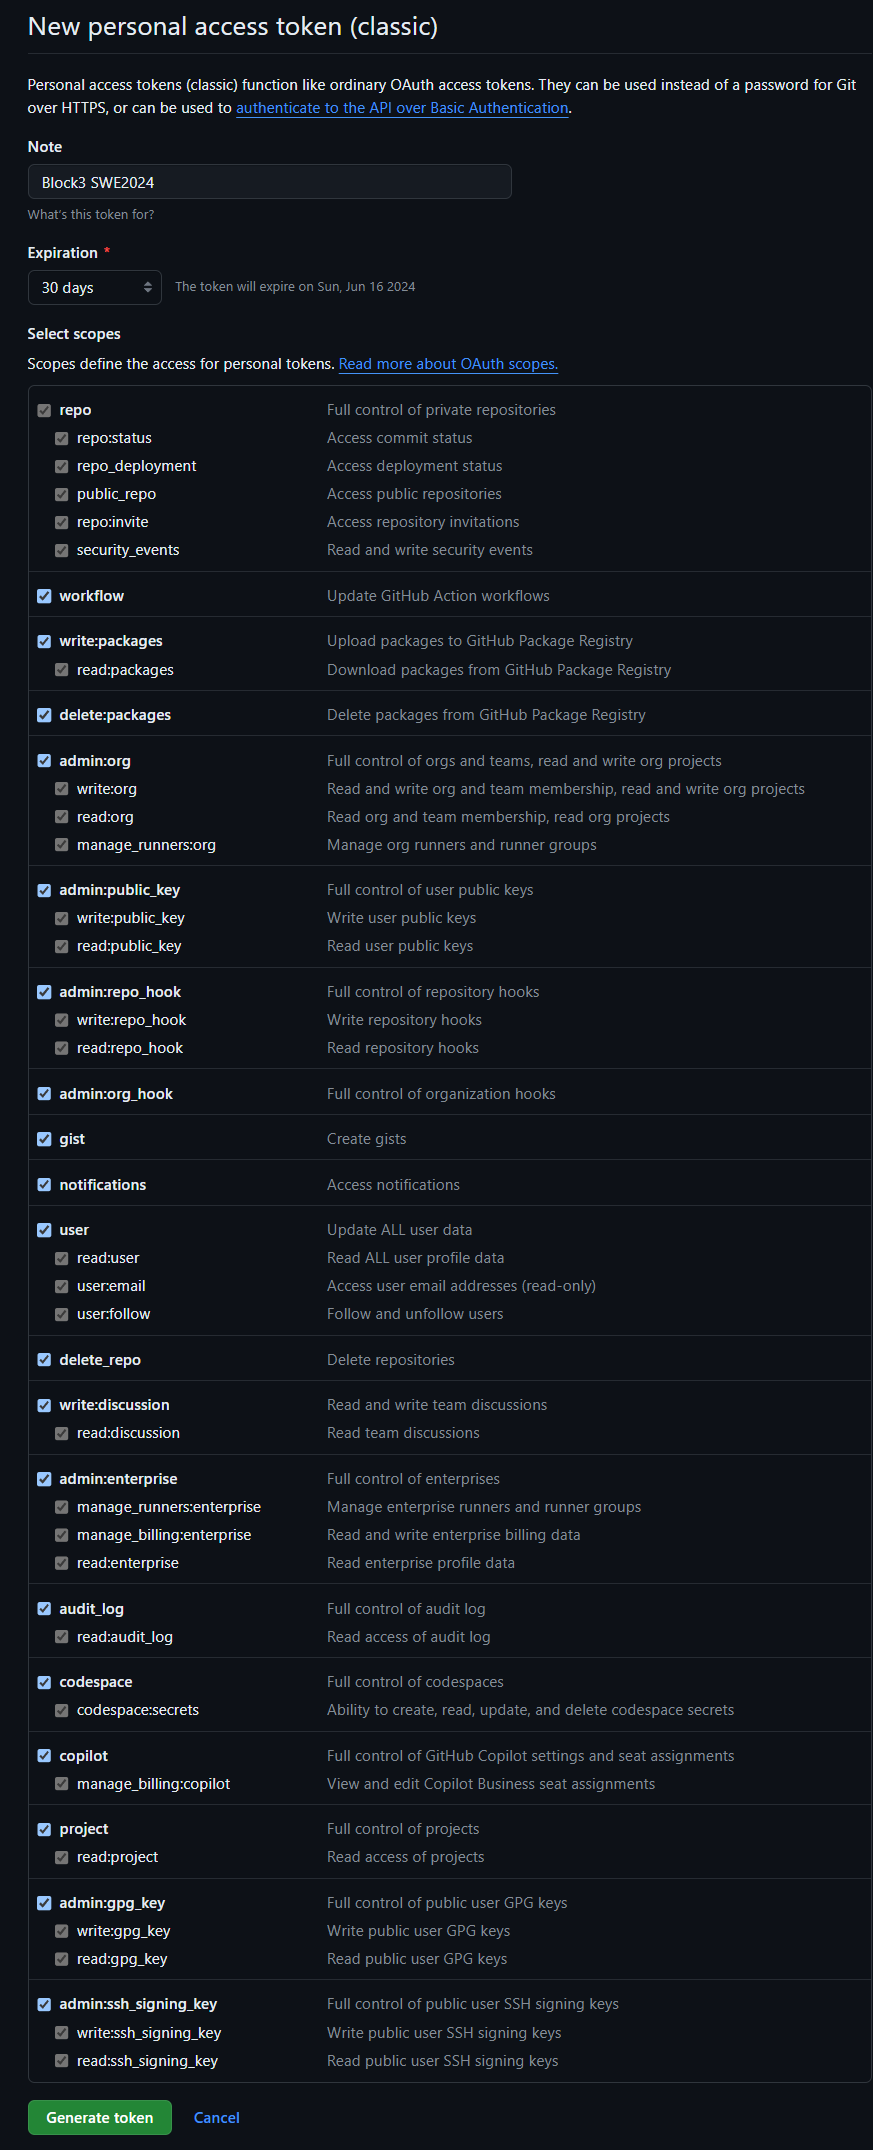 New personal access token (classic)
Personal access tokens (classic) function like ordinary OAuth access tokens. They can be used instead of a password for Git
over HTTPS, or can be used to authenticate to the API over Basic Authentication.
Note
Block3 SWE2024
What's this token for?
Expiration *
30 days The token will expire on Sun, Jun 16 2024
Select scopes
Scopes define the access for personal tokens. Read more about OAuth scopes.
repo Full control of private repositories
repo:status Access commit status
repo_deployment Access deployment status
public_repo Access public repositories
repo:invite Access repository invitations
security_events Read and write security events
workflow Update GitHub Action workflows
write:packages Upload packages to GitHub Package Registry
read:packages Download packages from GitHub Package Registry
delete:packages Delete packages from GitHub Package Registry
admin:org Full control of orgs and teams, read and write org projects
write:org Read and write org and team membership, read and write org projects
read:org Read org and team membership, read org projects
manage_runners:org Manage org runners and runner groups
admin:public_key Full control of user public keys
write:public_key Write user public keys
read:public_key Read user public keys
admin:repo_hook Full control of repository hooks
write:repo_hook Write repository hooks
read:repo_hook Read repository hooks
admin:org_hook Full control of organization hooks
gist Create gists
notifications Access notifications
user Update ALL user data
read:user Read ALL user profile data
user:email Access user email addresses (read-only)
user:follow Follow and unfollow users
delete_repo Delete repositories
write:discussion Read and write team discussions
read:discussion Read team discussions
admin:enterprise Full control of enterprises
manage_runners:enterprise Manage enterprise runners and runner groups
manage_billing:enterprise Read and write enterprise billing data
read:enterprise Read enterprise profile data
audit_log Full control of audit log
read:audit_log Read access of audit log
codespace Full control of codespaces
codespace:secrets Ability to create, read, update, and delete codespace secrets
copilot Full control of GitHub Copilot settings and seat assignments
manage_billing:copilot View and edit Copilot Business seat assignments
project Full control of projects
read:project Read access of projects
admin:gpg_key Full control of public user GPG keys
write:gpg_key Write public user GPG keys
read:gpg_key Read public user GPG keys
admin:ssh_signing_key Full control of public user SSH signing keys
write:ssh_signing_key Write public user SSH signing keys
read:ssh_signing_key Read public user SSH signing keys
Generate token Cancel